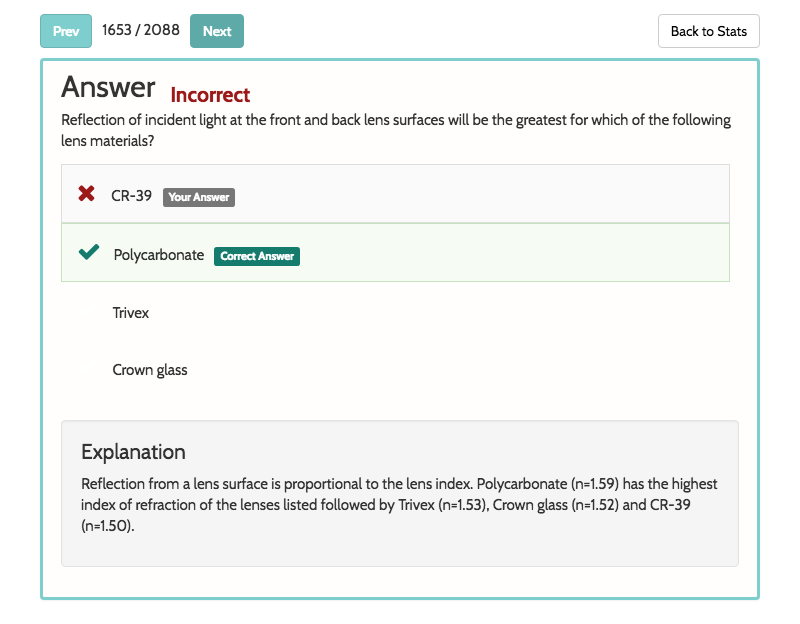 Prev 1653 / 2088 Next Back to Stats
Answer Incorrect
Reflection of incident light at the front and back lens surfaces will be the greatest for which of the following
lens materials?
CR-39 Your Answer
Polycarbonate Correct Answer
Trivex
Crown glass
Explanation
Reflection from a lens surface is proportional to the lens index. Polycarbonate (n=1.59) has the highest
index of refraction of the lenses listed followed by Trivex (n=1.53), Crown glass (n=1.52) and CR-39
(n=1.50).